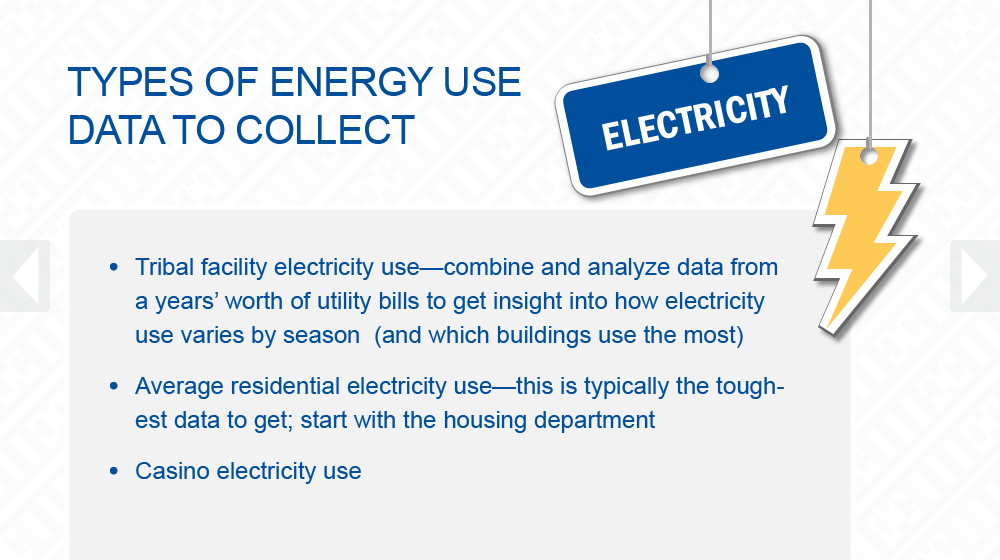 TYPES OF ENERGY USE
DATA TO COLLECT
ELECTRICITY
• Tribal facility electricity use—combine and analyze data from
a years’ worth of utility bills to get insight into how electricity
use varies by season  (and which buildings use the most)
• Average residential electricity use—this is typically the tough-
est data to get; start with the housing department
• Casino electricity use